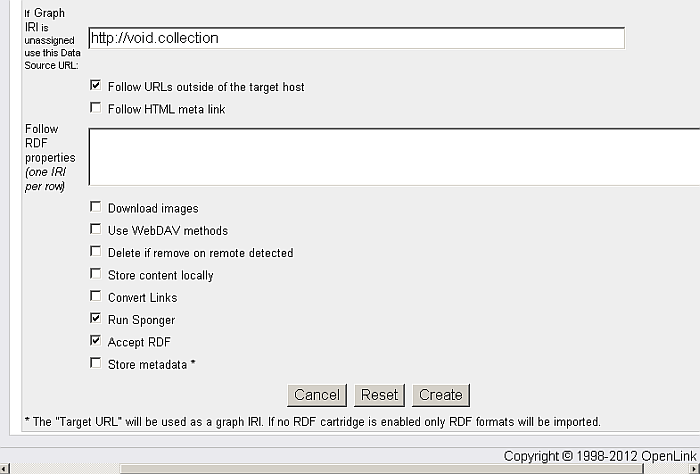 If Graph
IRI is
unassigned
use this Data
Source URL:
http://void.collection
Follow URLs outside of the target host
Follow HTML meta link
Follow
RDF
properties
(one IRI
per row)
Download images
Use WebDAV methods
Delete if remove on remote detected
Store content locally
Convert Links
Run Sponger
Accept RDF
Store metadata *
Cancel Reset Create
* The "Target URL" will be used as a graph IRI. If no RDF cartridge is enabled only RDF formats will be imported.
Copyright © 1998-2012 OpenLink